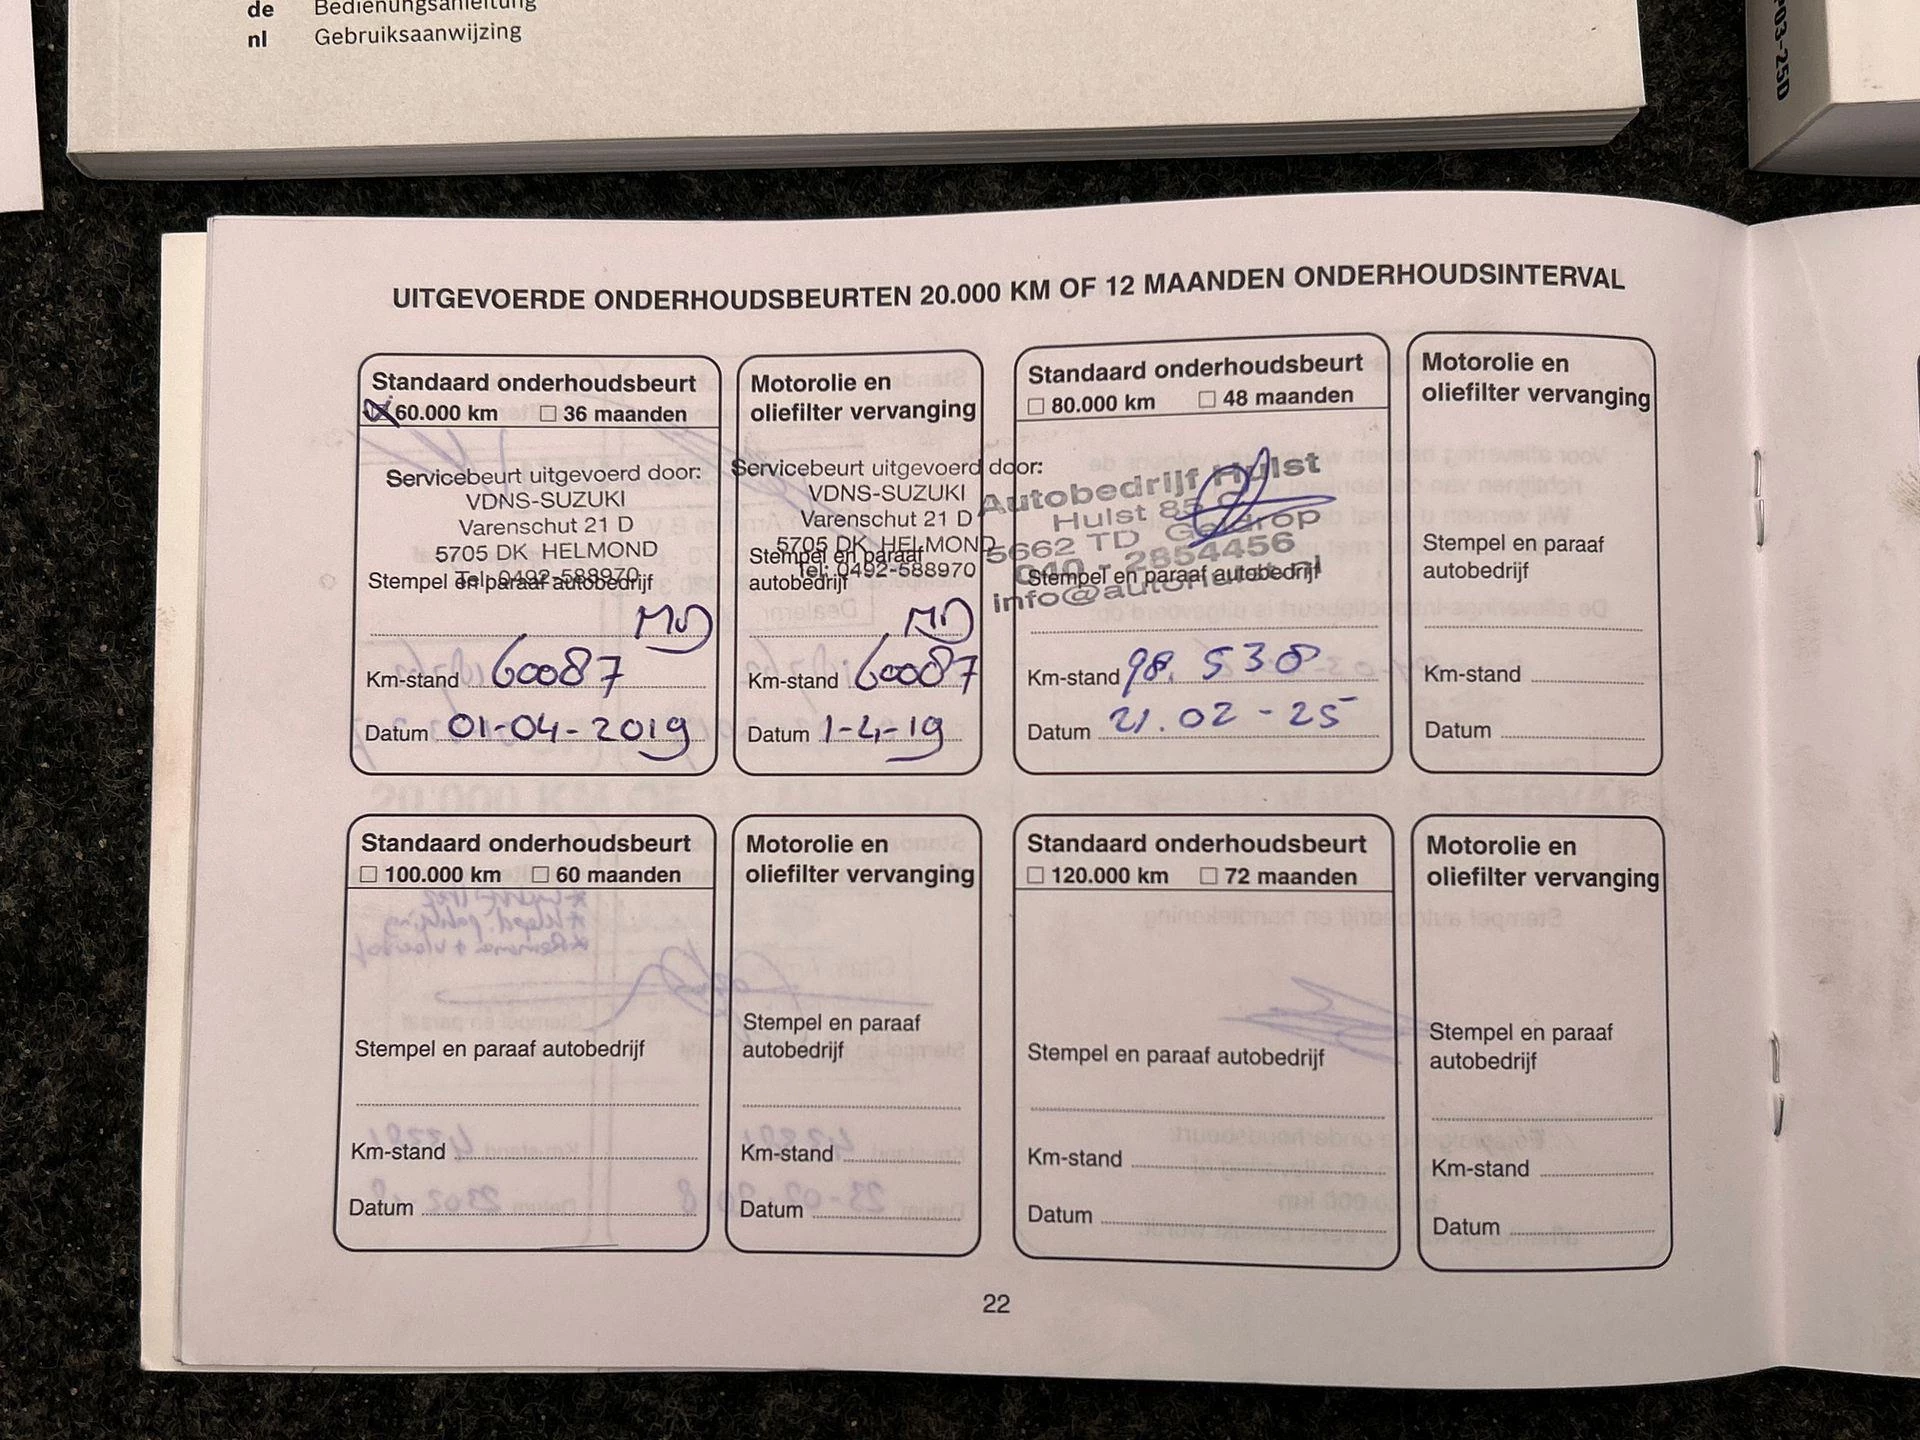 de Bedienungsanleitung
nl Gebruiksaanwijzing
03-25D
UITGEVOERDE ONDERHOUDSBEURTEN 20.000 KM OF 12 MAANDEN ONDERHOUDSINTERVAL
Standaard onderhoudsbeurt
60.000 km 36 maanden
Servicebeurt uitgevoerd door:
VDNS-SUZUKI
Varenschut 21 D
5705 DK HELMOND
Tel: 0492-588970
Stempel en paraaf autobedrijf
Km-stand 60087
Datum 01-04-2019
Motorolie en
oliefilter vervanging
Servicebeurt uitgevoerd door:
VDNS-SUZUKI
Varenschut 21 D
5705 DK HELMOND
Tel: 0492-588970
Stempel en paraaf
autobedrijf
Km-stand 60087
Datum 1-4-19
Standaard onderhoudsbeurt
80.000 km 48 maanden
Autobedrijf Hulst
Hulst 85
5662 TD Geldrop
040 - 2854456
Stempel en paraaf autobedrijf
Km-stand 98.530
Datum 21.02-25
Motorolie en
oliefilter vervanging
Stempel en paraaf
autobedrijf
Km-stand
Datum
Standaard onderhoudsbeurt
100.000 km 60 maanden
Stempel en paraaf autobedrijf
Km-stand
Datum
Motorolie en
oliefilter vervanging
Stempel en paraaf
autobedrijf
Km-stand
Datum
Standaard onderhoudsbeurt
120.000 km 72 maanden
Stempel en paraaf autobedrijf
Km-stand
Datum
Motorolie en
oliefilter vervanging
Stempel en paraaf
autobedrijf
Km-stand
Datum
22